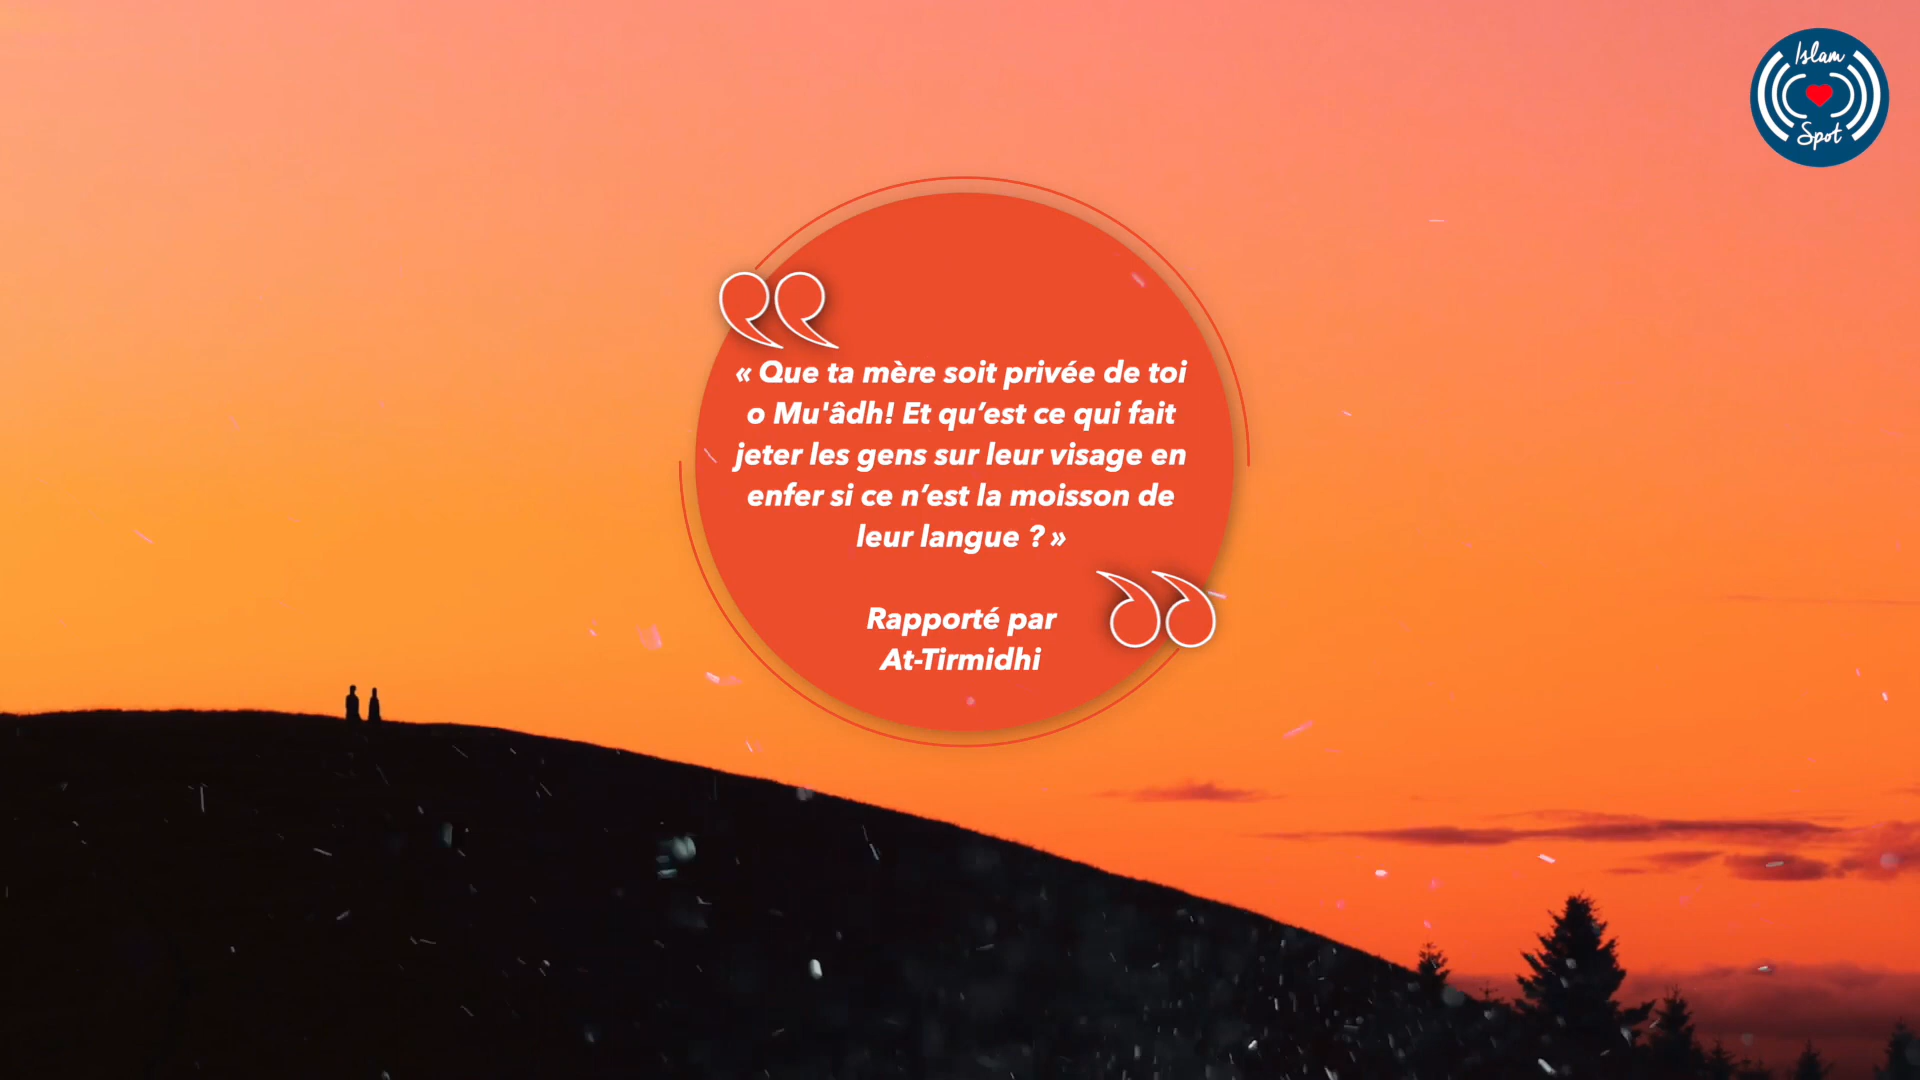 Islam
Spot
« Que ta mère soit privée de toi
o Mu'âdh! Et qu’est ce qui fait
jeter les gens sur leur visage en
enfer si ce n’est la moisson de
leur langue ? »
Rapporté par
At-Tirmidhi